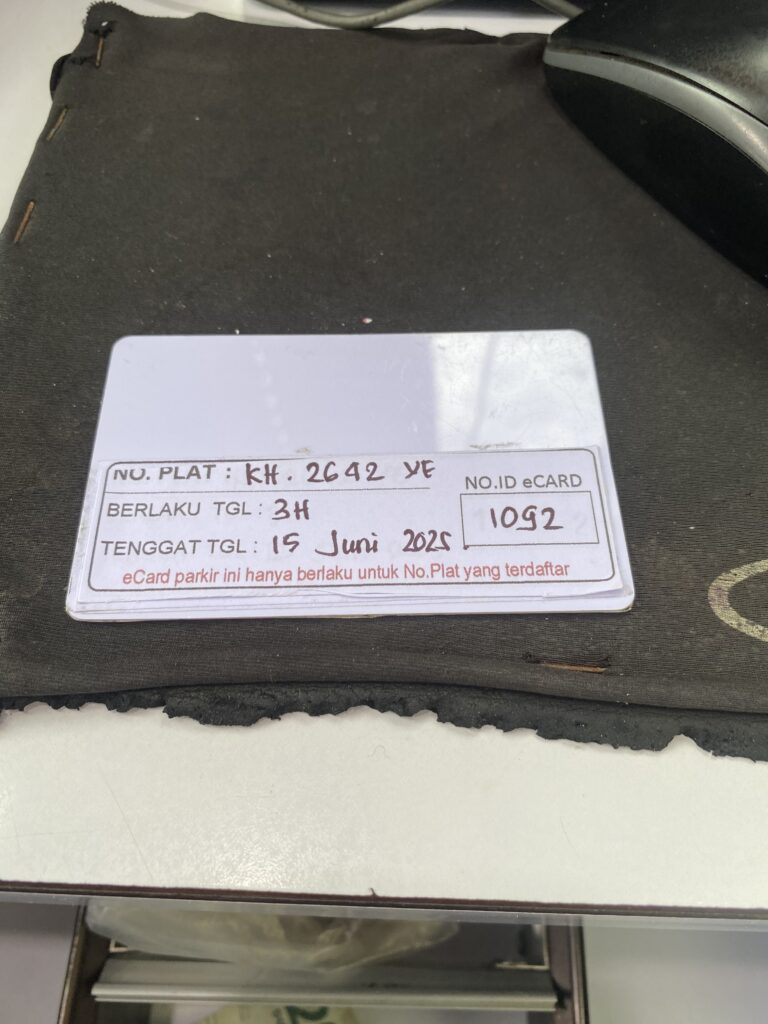 NO. PLAT : KH. 2642 YE
BERLAKU TGL : 3H
TENGGAT TGL : 15 Juni 2025.
NO.ID eCARD
1092
eCard parkir ini hanya berlaku untuk No.Plat yang terdaftar